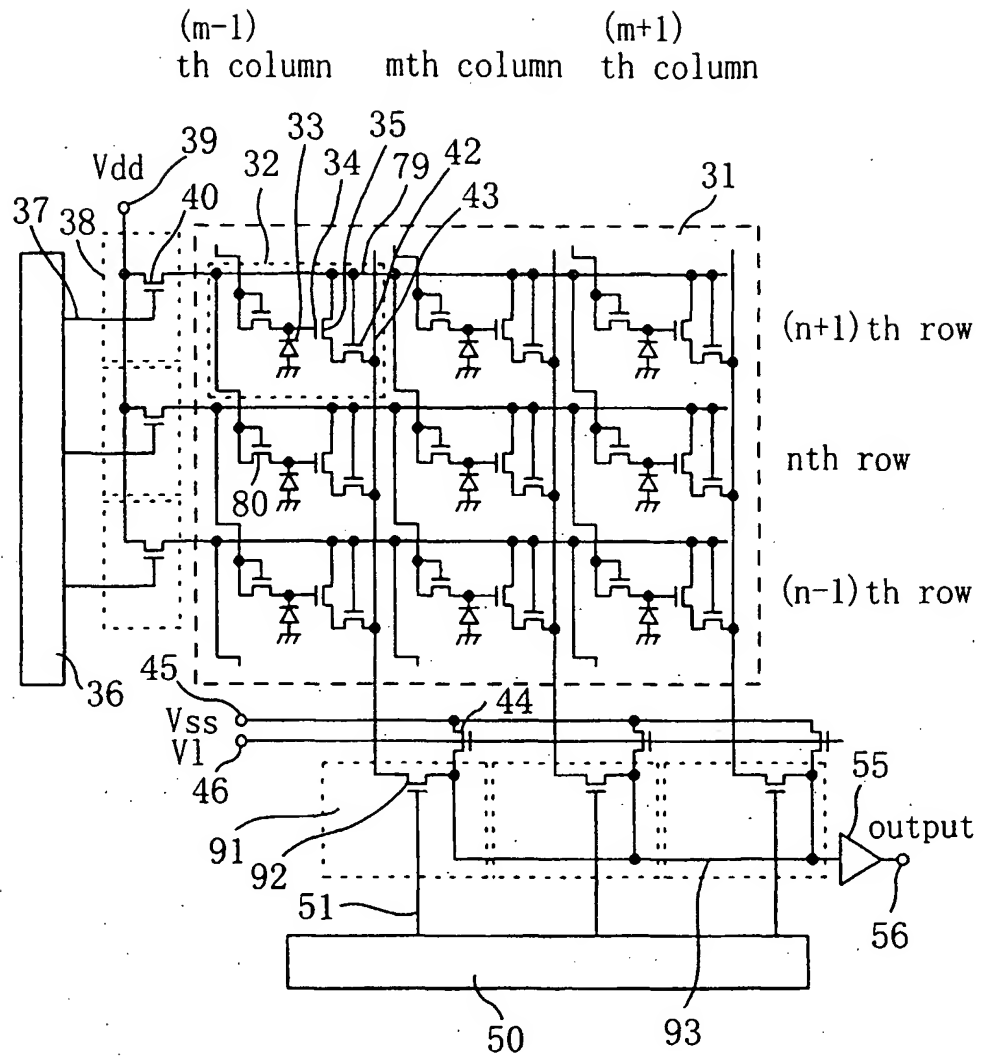 (m-1)
th column
mth column
(m+1)
th column
33
35
42
39
32
34
79
31
Vdd
40
43
38
37
(n+1)th row
nth row
80
(n-1)th row
36
45
44
Vss
Vl
46
55
output
91
92
51
56
50
93